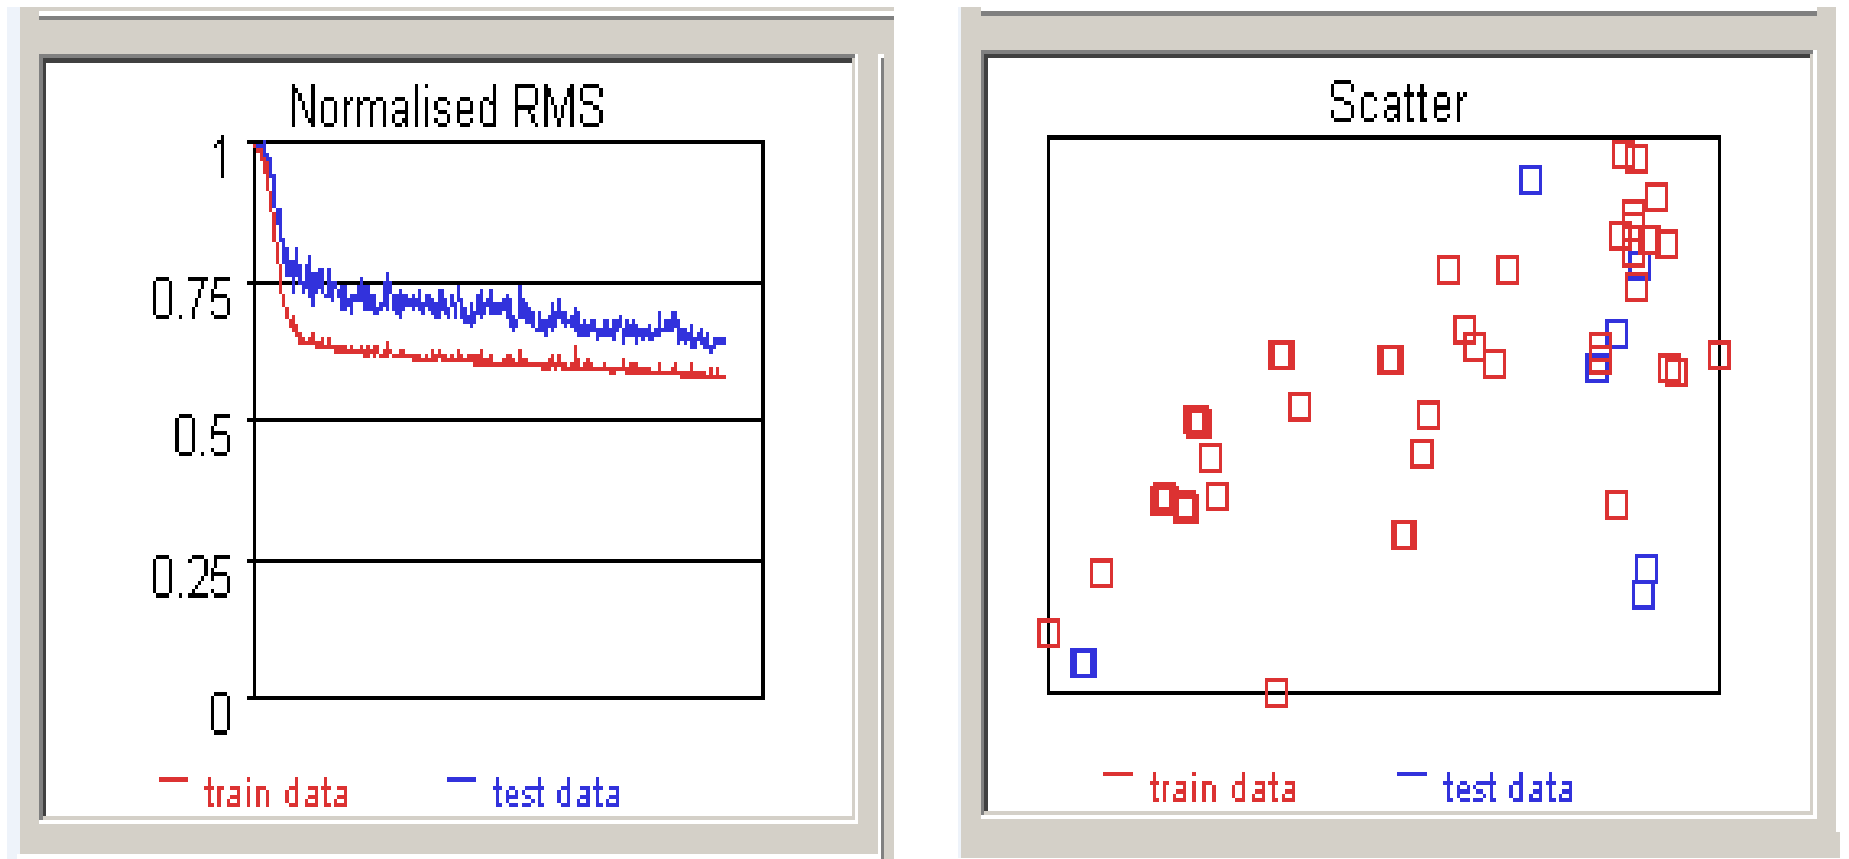 Normalised RMS
1
0.75
0.5
0.25
0
train data
test data
Scatter
train data
test data